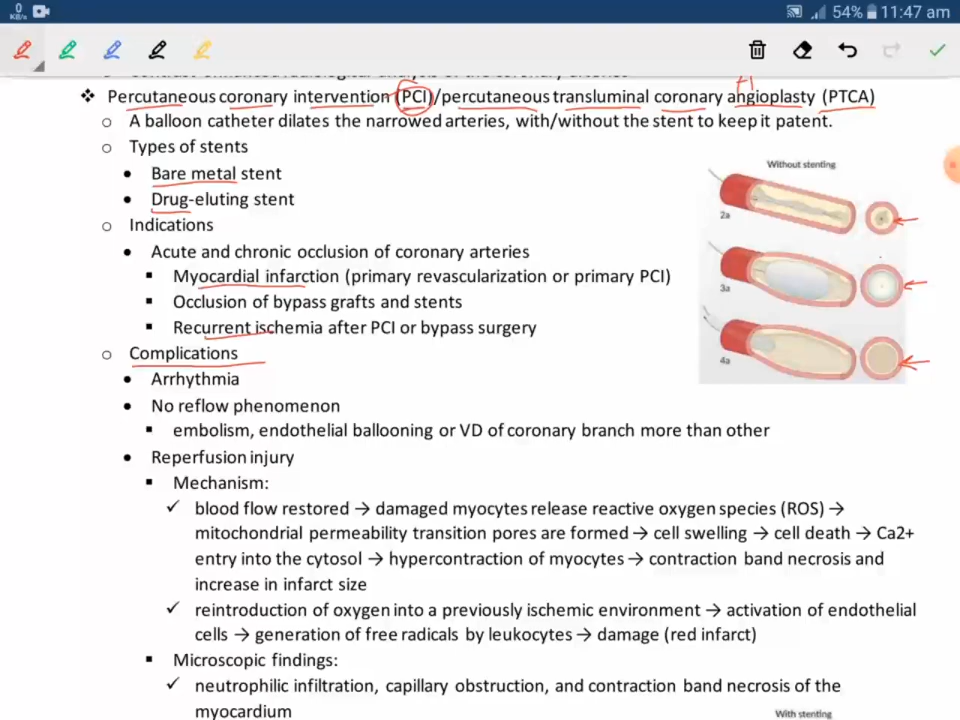 0
KB/s
54% 11:47 am
Contrast-enhanced radiological analysis of the coronary arteries
❖ Percutaneous coronary intervention (PCI)/percutaneous transluminal coronary angioplasty (PTCA)
o A balloon catheter dilates the narrowed arteries, with/without the stent to keep it patent.
o Types of stents
Without stenting
• Bare metal stent
• Drug-eluting stent
2a
o Indications
• Acute and chronic occlusion of coronary arteries
▪ Myocardial infarction (primary revascularization or primary PCI)
3a
▪ Occlusion of bypass grafts and stents
▪ Recurrent ischemia after PCI or bypass surgery
o Complications
4a
• Arrhythmia
• No reflow phenomenon
▪ embolism, endothelial ballooning or VD of coronary branch more than other
• Reperfusion injury
▪ Mechanism:
✓ blood flow restored → damaged myocytes release reactive oxygen species (ROS) →
mitochondrial permeability transition pores are formed → cell swelling → cell death → Ca2+
entry into the cytosol → hypercontraction of myocytes → contraction band necrosis and
increase in infarct size
✓ reintroduction of oxygen into a previously ischemic environment → activation of endothelial
cells → generation of free radicals by leukocytes → damage (red infarct)
▪ Microscopic findings:
✓ neutrophilic infiltration, capillary obstruction, and contraction band necrosis of the
myocardium
With stenting